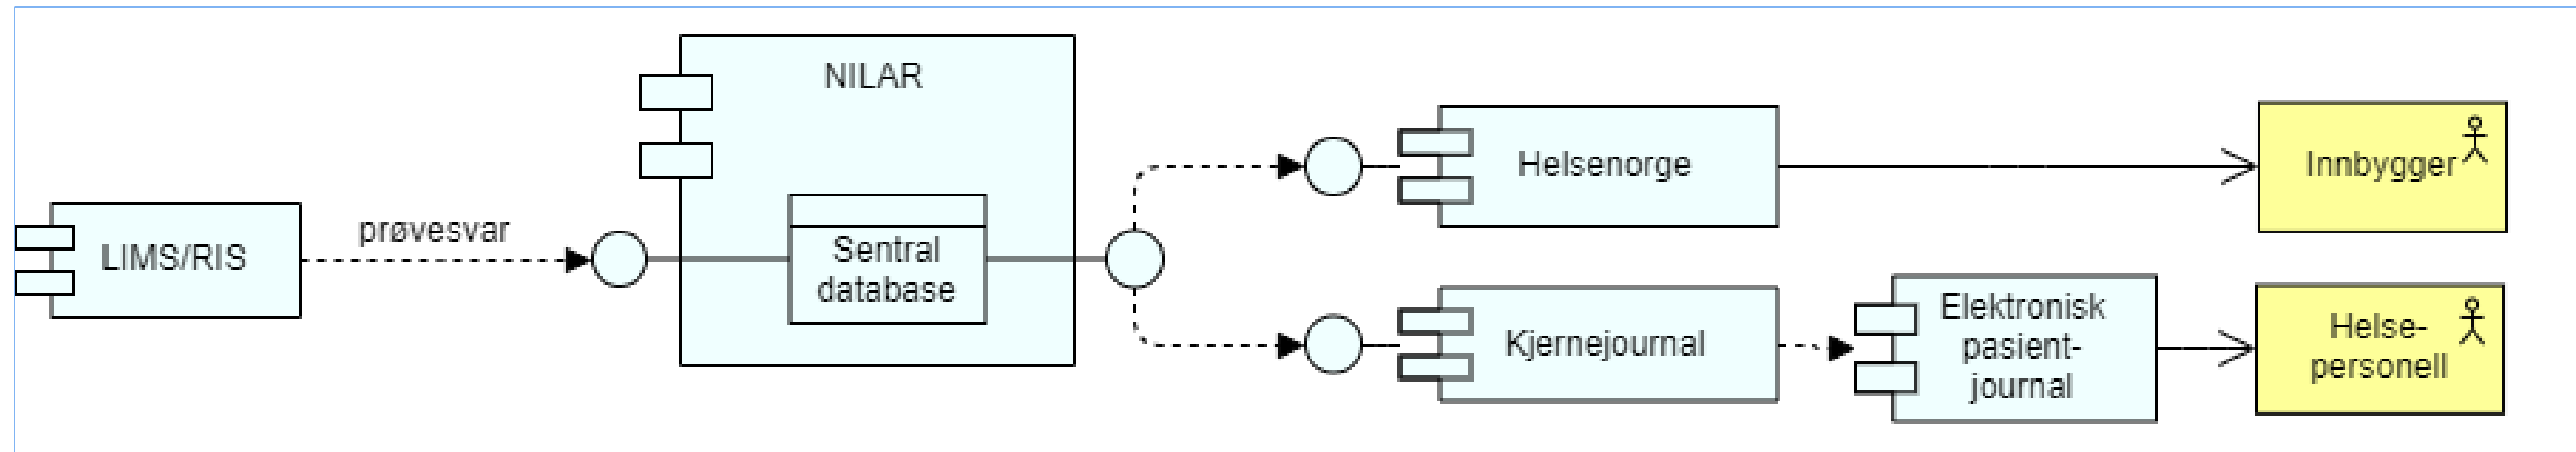 NILAR
LIMS/RIS
prøvesvar
Sentral
database
Helsenorge
Innbygger
Kjernejournal
Elektronisk
pasient-
journal
Helse-
personell